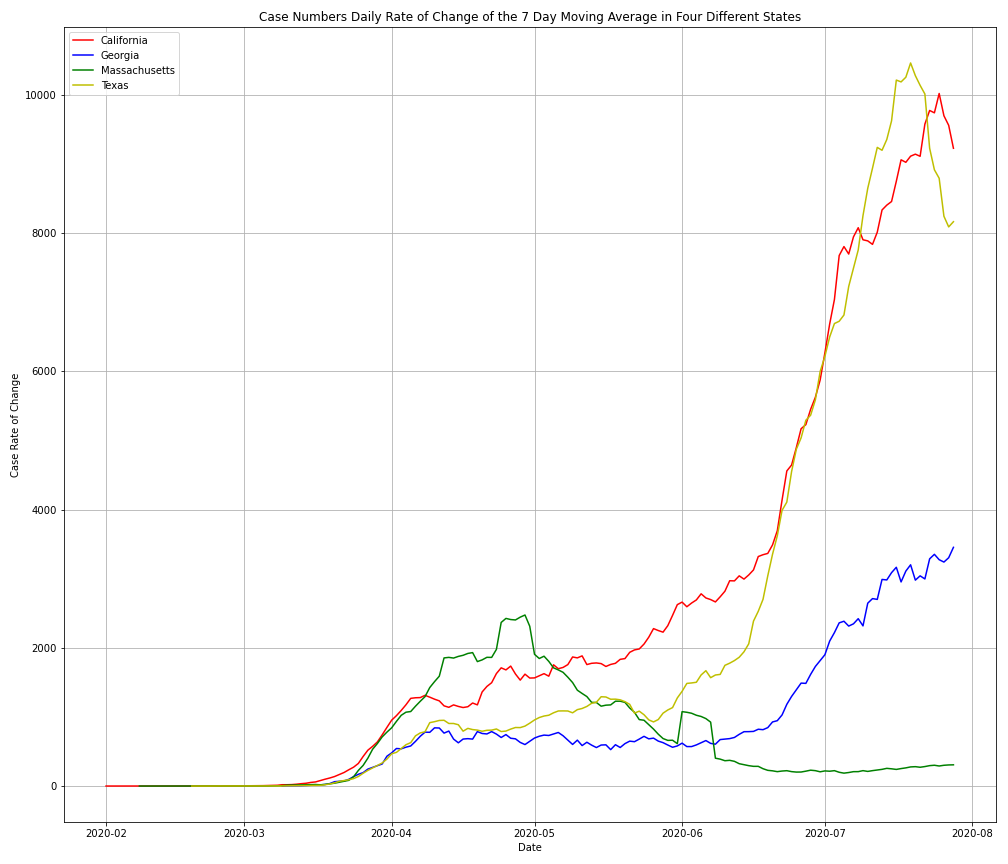 Case Numbers Daily Rate of Change of the 7 Day Moving Average in Four Different States
California
Georgia
Massachusetts
Texas
10000
8000
6000
4000
2000
0
Case Rate of Change
2020-02
2020-03
2020-04
2020-05
2020-06
2020-07
2020-08
Date